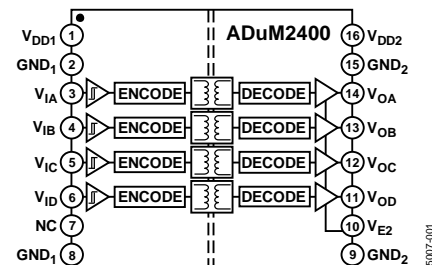 ADuM2400
VDD1 1 16 VDD2
GND1 2 15 GND2
VIA 3 ENCODE DECODE 14 VOA
VIB 4 ENCODE DECODE 13 VOB
VIC 5 ENCODE DECODE 12 VOC
VID 6 ENCODE DECODE 11 VOD
NC 7 10 VE2
GND1 8 9 GND2
5007-001